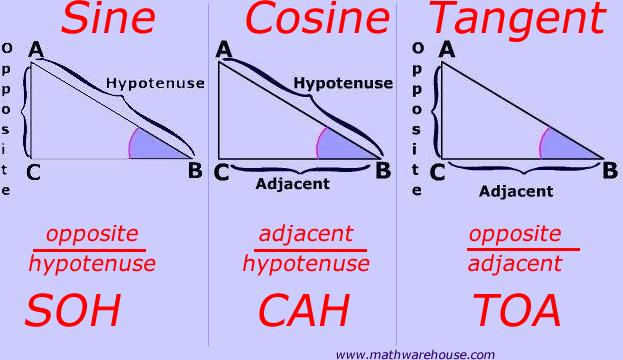 Sine
Opposite
A
Hypotenuse
C
B
opposite
hypotenuse
SOH
Cosine
A
Hypotenuse
C
B
Adjacent
adjacent
hypotenuse
CAH
Tangent
Opposite
A
C
B
Adjacent
opposite
adjacent
TOA
www.mathwarehouse.com